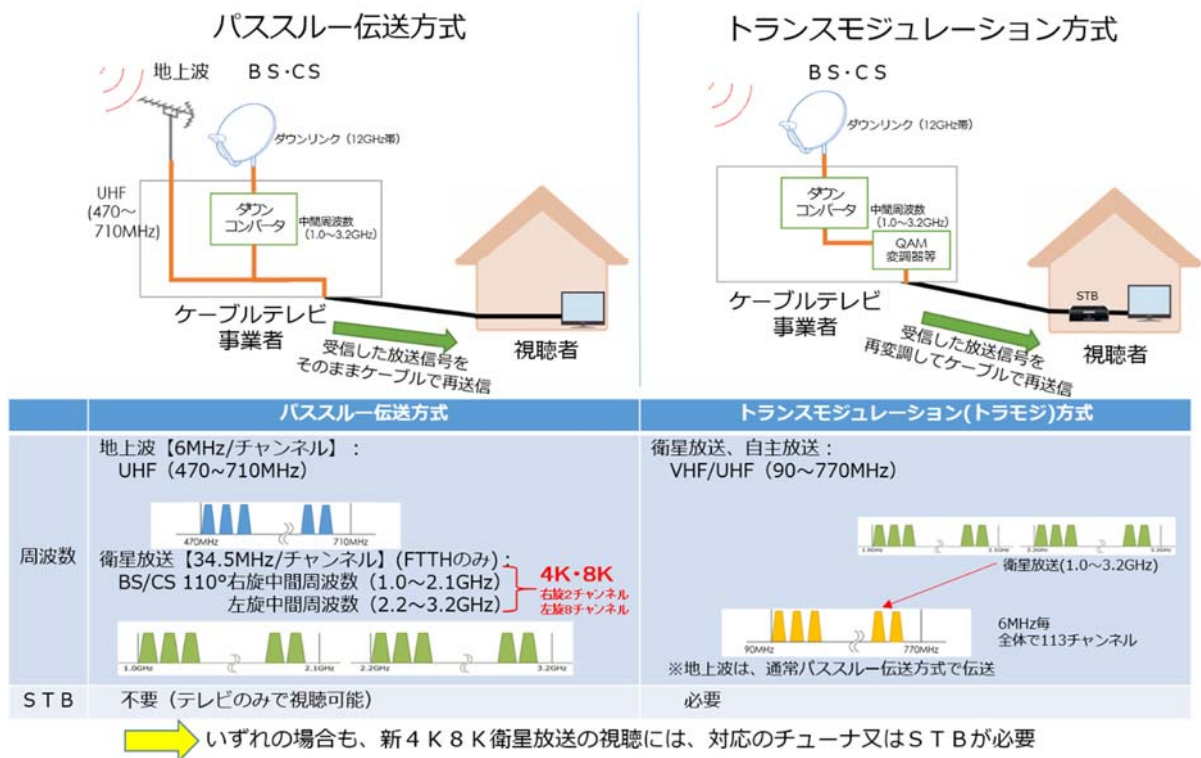 パススルー伝送方式
地上波
ＢＳ･ＣＳ
ダウンリンク（12GHz帯）
UHF
(470～
710MHz)
ダウン
コンバータ
中間周波数
（1.0～3.2GHz）
ケーブルテレビ
事業者
受信した放送信号を
そのままケーブルで再送信
視聴者
トランスモジュレーション方式
ＢＳ･ＣＳ
ダウンリンク（12GHz帯）
ダウン
コンバータ
中間周波数
（1.0～3.2GHz）
QAM
変調器等
STB
ケーブルテレビ
事業者
受信した放送信号を
再変調してケーブルで再送信
視聴者
パススルー伝送方式
トランスモジュレーション(トラモジ)方式
周波数
地上波【6MHz/チャンネル】：
UHF（470~710MHz）
470MHz
710MHz
衛星放送【34.5MHz/チャンネル】(FTTHのみ)：
BS/CS 110°右旋中間周波数（1.0～2.1GHz）
左旋中間周波数（2.2～3.2GHz）
4K・8K
右旋2チャンネル
左旋8チャンネル
1.0GHz
2.1GHz
2.2GHz
3.2GHz
衛星放送、自主放送：
VHF/UHF（90～770MHz）
1.0GHz
2.1GHz
2.2GHz
3.2GHz
衛星放送(1.0～3.2GHz)
90MHz
770MHz
6MHz毎
全体で113チャンネル
※地上波は、通常パススルー伝送方式で伝送
ＳＴＢ
不要（テレビのみで視聴可能）
必要
いずれの場合も、新４Ｋ８Ｋ衛星放送の視聴には、対応のチューナ又はＳＴＢが必要